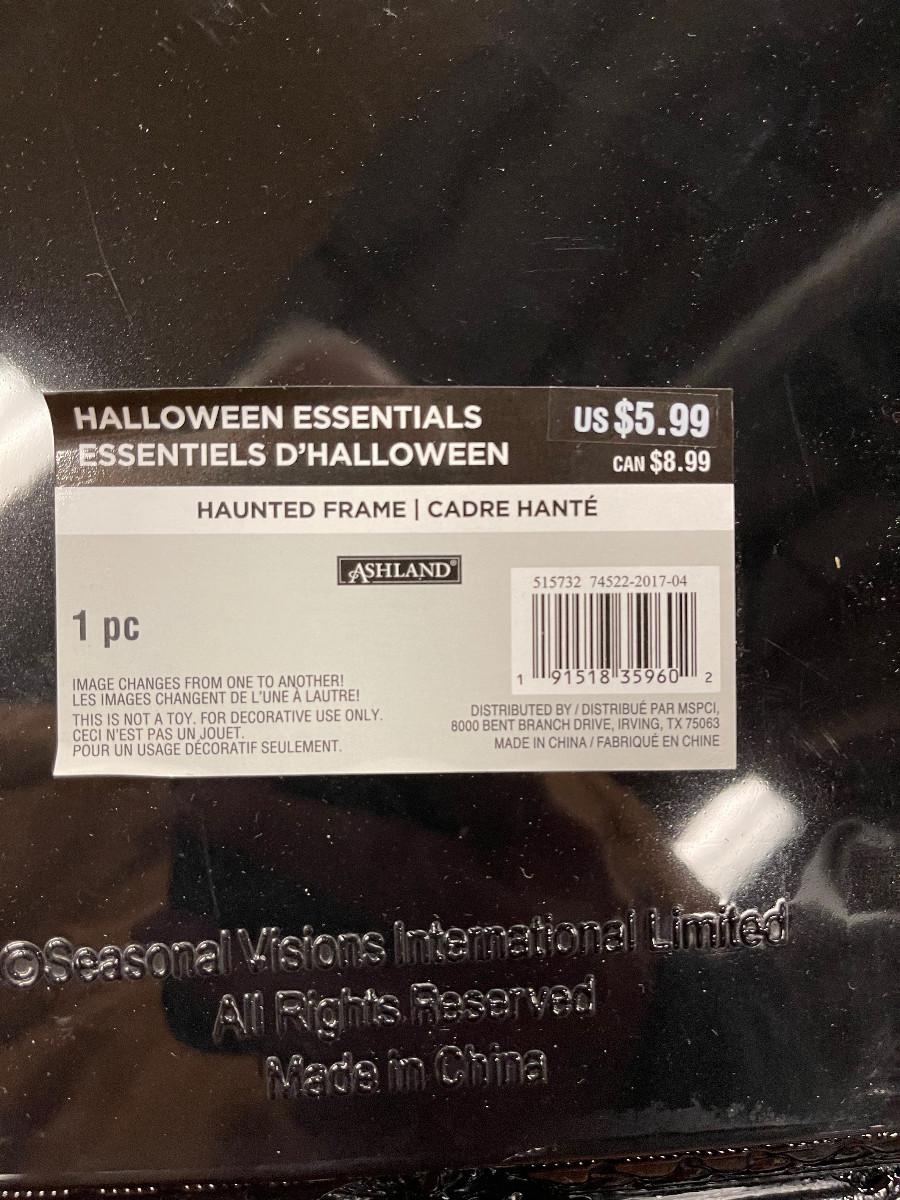 HALLOWEEN ESSENTIALS
ESSENTIELS D'HALLOWEEN
US $5.99
CAN $8.99
HAUNTED FRAME | CADRE HANTÉ
ASHLAND®
1 pc
515732 74522-2017-04
1 91518 35960 2
IMAGE CHANGES FROM ONE TO ANOTHER!
LES IMAGES CHANGENT DE L'UNE À LAUTRE!
THIS IS NOT A TOY. FOR DECORATIVE USE ONLY.
CECI N'EST PAS UN JOUET.
POUR UN USAGE DÉCORATIF SEULEMENT.
DISTRIBUTED BY / DISTRIBUÉ PAR MSPCI,
8000 BENT BRANCH DRIVE, IRVING, TX 75063
MADE IN CHINA / FABRIQUÉ EN CHINE
©Seasonal Visions International Limited
All Rights Reserved
Made in China